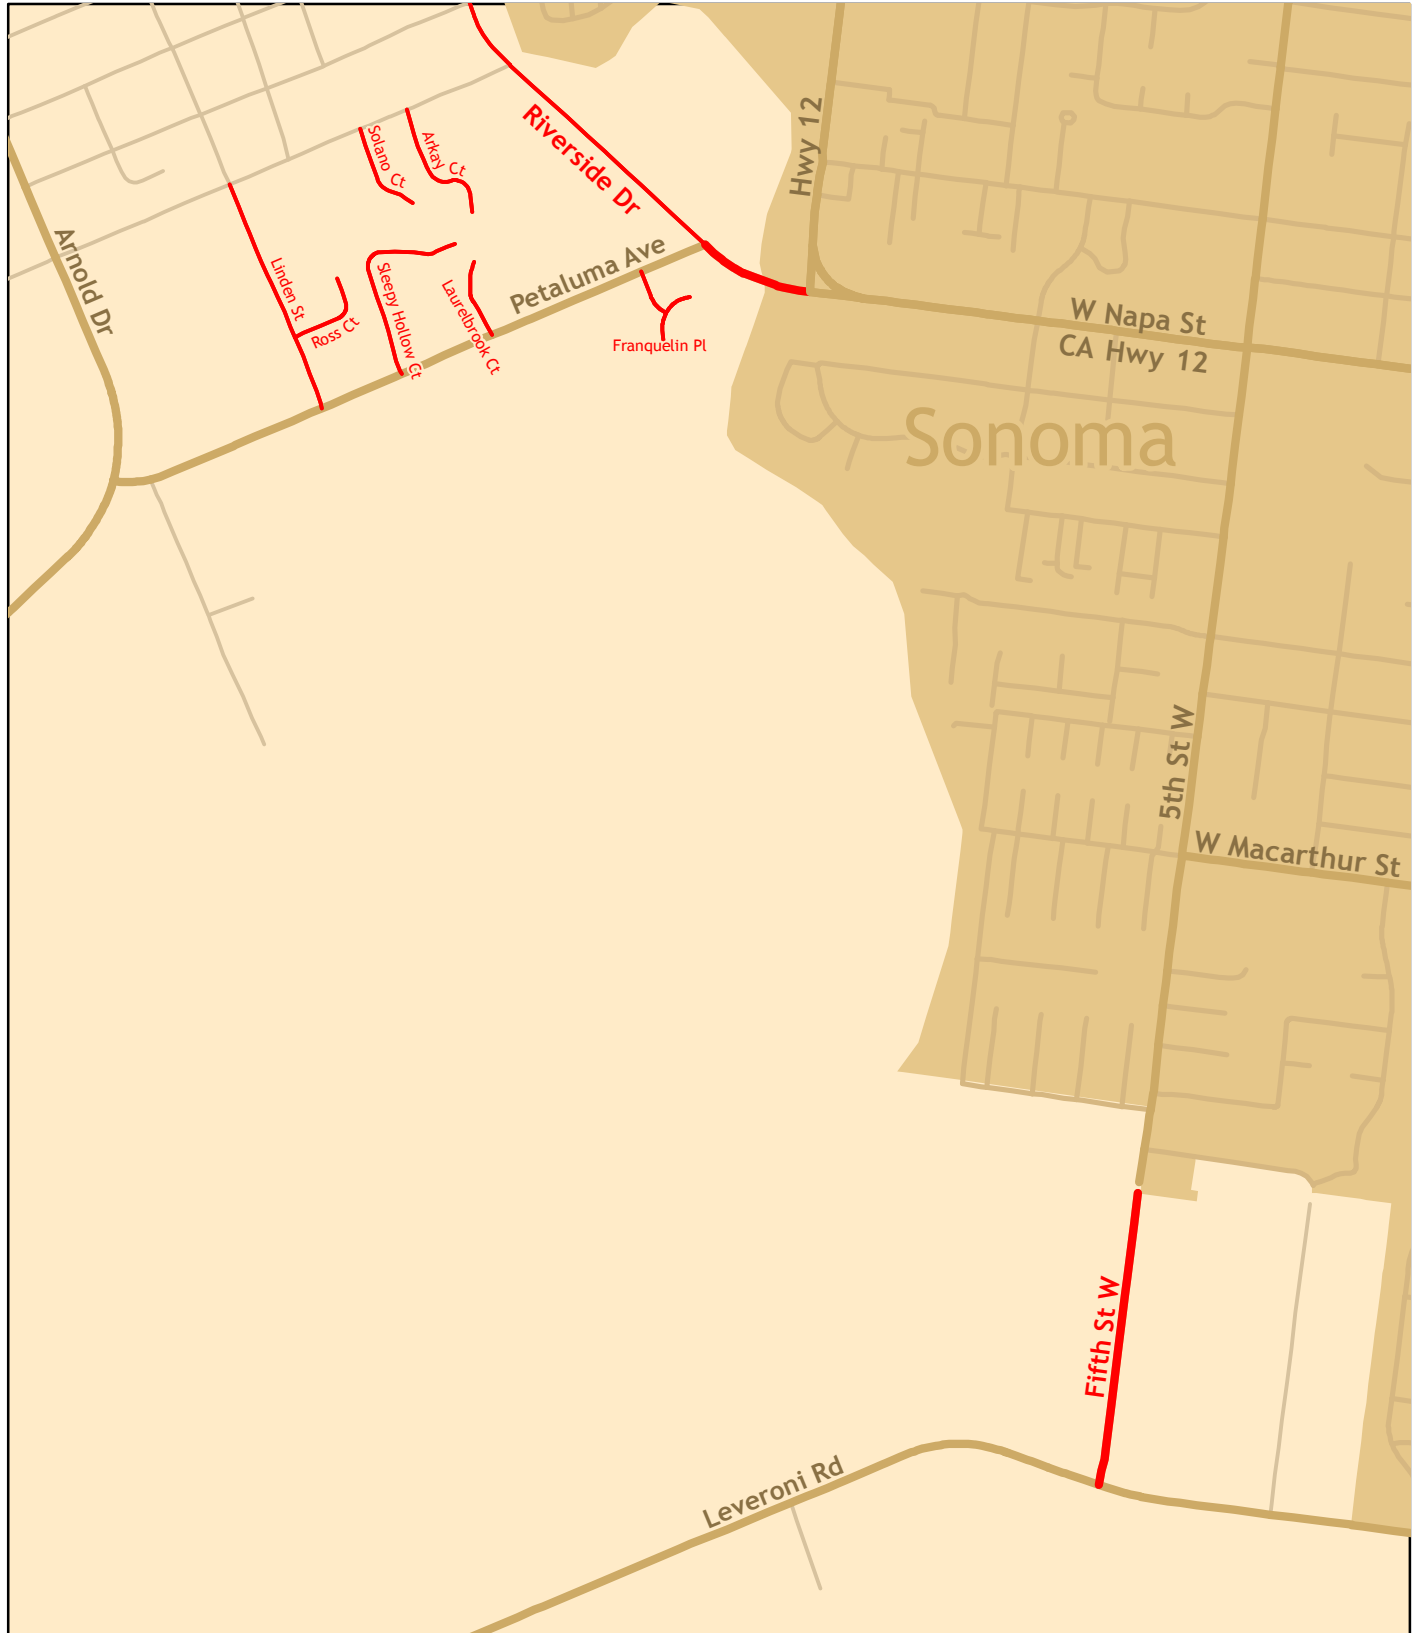 Hwy 12
Riverside Dr
Solano Ct
Arkay Ct
Arnold Dr
Linden St
Ross Ct
Sleepy Hollow Ct
Laurelbrook Ct
Petaluma Ave
Franquelin Pl
W Napa St
CA Hwy 12
Sonoma
5th St W
W Macarthur St
Fifth St W
Leveroni Rd